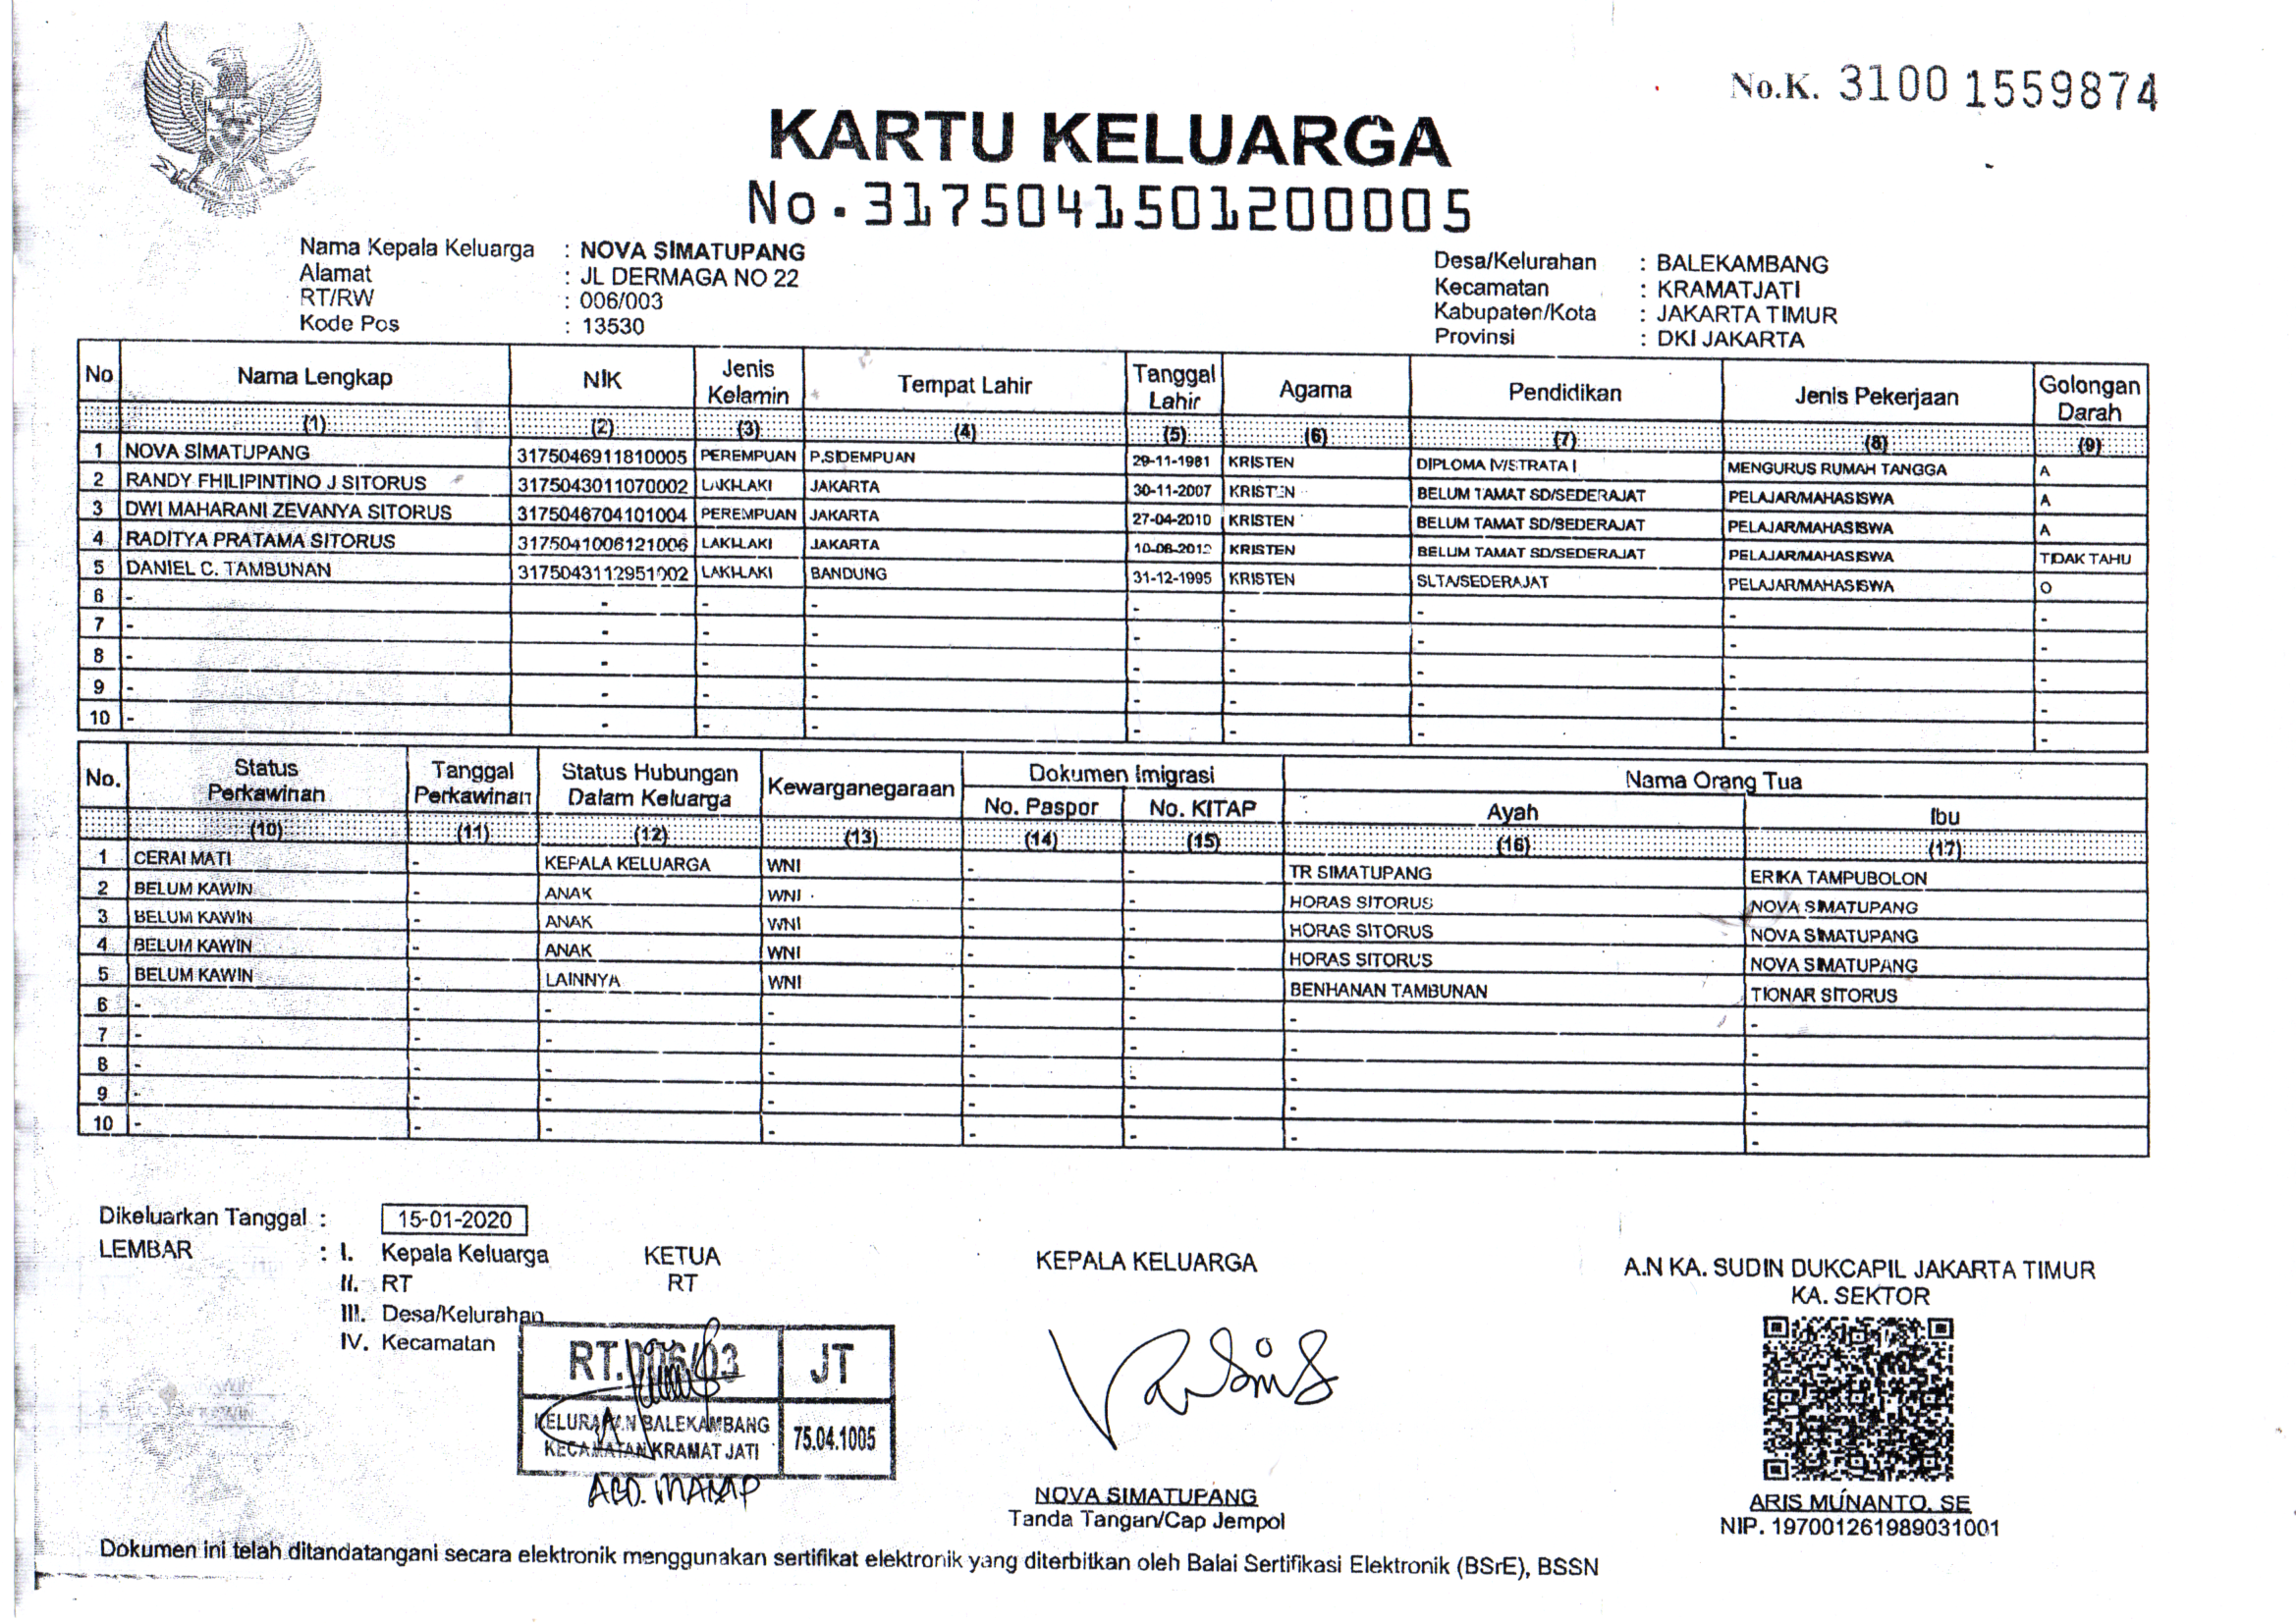 No.K. 3100 1559874
KARTU KELUARGA
No.3175041501200005
Nama Kepala Keluarga : NOVA SIMATUPANG
Alamat : JL DERMAGA NO 22
RT/RW : 006/003
Kode Pos : 13530
Desa/Kelurahan : BALEKAMBANG
Kecamatan : KRAMATJATI
Kabupaten/Kota : JAKARTA TIMUR
Provinsi : DKI JAKARTA
No Nama Lengkap NIK Jenis Kelamin Tempat Lahir Tanggal Lahir Agama Pendidikan Jenis Pekerjaan Golongan Darah
(1) (2) (3) (4) (5) (6) (7) (8) (9)
1 NOVA SIMATUPANG 3175046911810005 PEREMPUAN P.SIDEMPUAN 29-11-1981 KRISTEN DIPLOMA IV/STRATA I MENGURUS RUMAH TANGGA A
2 RANDY FHILIPINTINO J SITORUS 3175043011070002 LAKI-LAKI JAKARTA 30-11-2007 KRISTEN BELUM TAMAT SD/SEDERAJAT PELAJAR/MAHASISWA A
3 DWI MAHARANI ZEVANYA SITORUS 3175046704101004 PEREMPUAN JAKARTA 27-04-2010 KRISTEN BELUM TAMAT SD/SEDERAJAT PELAJAR/MAHASISWA A
4 RADITYA PRATAMA SITORUS 3175041006121006 LAKI-LAKI JAKARTA 10-06-2012 KRISTEN BELUM TAMAT SD/SEDERAJAT PELAJAR/MAHASISWA TIDAK TAHU
5 DANIEL C. TAMBUNAN 3175043112951002 LAKI-LAKI BANDUNG 31-12-1995 KRISTEN SLTA/SEDERAJAT PELAJAR/MAHASISWA O
6 - - - - - - - - -
7 - - - - - - - - -
8 - - - - - - - - -
9 - - - - - - - - -
10 - - - - - - - - -
No. Status Perkawinan Tanggal Perkawinan Status Hubungan Dalam Keluarga Kewarganegaraan Dokumen Imigrasi Nama Orang Tua
No. Paspor No. KITAP Ayah Ibu
(10) (11) (12) (13) (14) (15) (16) (17)
1 CERAI MATI - KEPALA KELUARGA WNI - - TR SIMATUPANG ERIKA TAMPUBOLON
2 BELUM KAWIN - ANAK WNI - - HORAS SITORUS NOVA SIMATUPANG
3 BELUM KAWIN - ANAK WNI - - HORAS SITORUS NOVA SIMATUPANG
4 BELUM KAWIN - ANAK WNI - - HORAS SITORUS NOVA SIMATUPANG
5 BELUM KAWIN - LAINNYA WNI - - BENHANAN TAMBUNAN TIONAR SITORUS
6 - - - - - - - -
7 - - - - - - - -
8 - - - - - - - -
9 - - - - - - - -
10 - - - - - - - -
Dikeluarkan Tanggal : 15-01-2020
LEMBAR : I. Kepala Keluarga
II. RT
III. Desa/Kelurahan
IV. Kecamatan
KETUA
RT
RT.006/03 JT
KELURAHAN BALEKAMBANG
KECAMATAN KRAMAT JATI
75.04.1005
KEPALA KELUARGA
NOVA SIMATUPANG
Tanda Tangan/Cap Jempol
A.N KA. SUDIN DUKCAPIL JAKARTA TIMUR
KA. SEKTOR
ARIS MUNANTO, SE
NIP. 197001261989031001
Dokumen ini telah ditandatangani secara elektronik menggunakan sertifikat elektronik yang diterbitkan oleh Balai Sertifikasi Elektronik (BSrE), BSSN